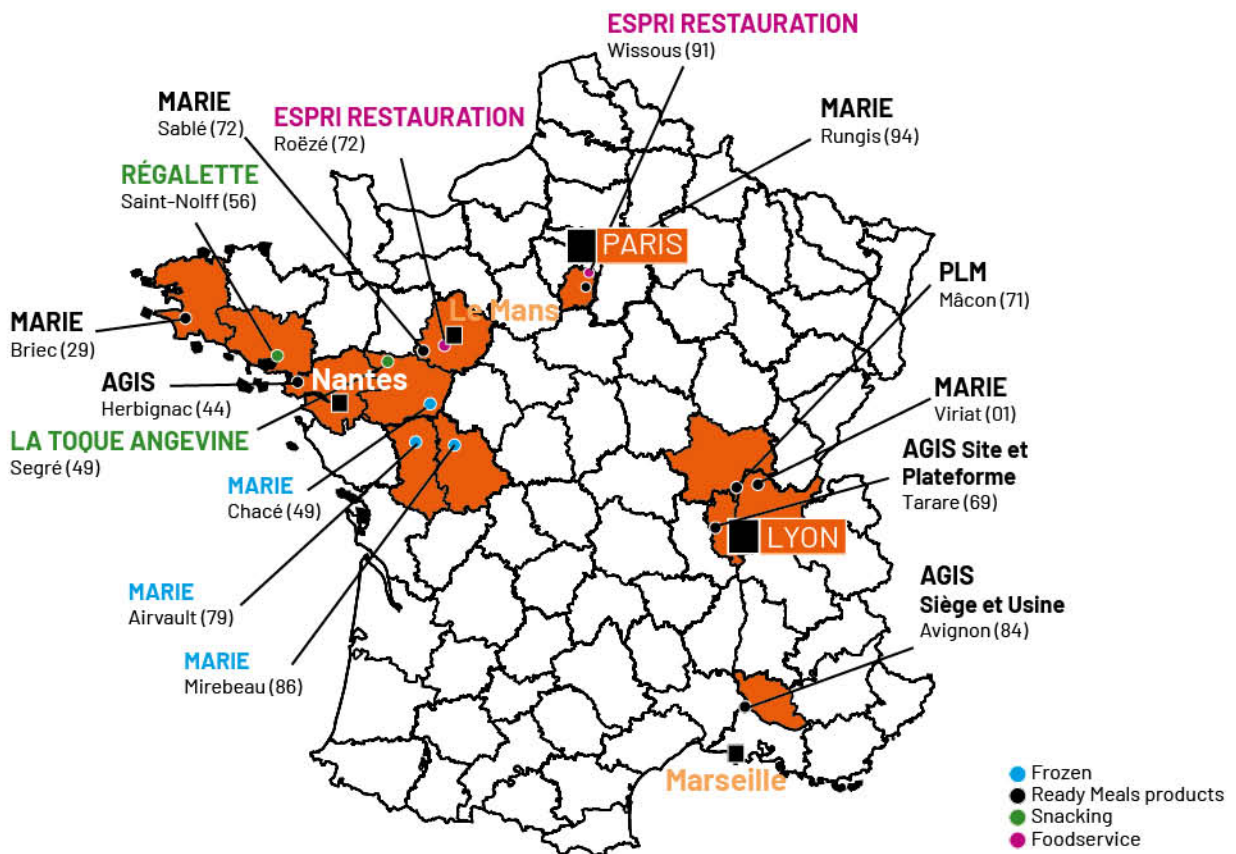 ESPRI RESTAURATION
Wissous (91)
MARIE
Sablé (72)
ESPRI RESTAURATION
Roëzé (72)
MARIE
Rungis (94)
RÉGALETTE
Saint-Nolff (56)
PARIS
PLM
Mâcon (71)
Le Mans
MARIE
Briec (29)
AGIS
Herbignac (44)
Nantes
MARIE
Viriat (01)
LA TOQUE ANGEVINE
Segré (49)
AGIS Site et
Plateforme
Tarare (69)
MARIE
Chacé (49)
LYON
AGIS
Siège et Usine
Avignon (84)
MARIE
Airvault (79)
MARIE
Mirebeau (86)
Marseille
Frozen
Ready Meals products
Snacking
Foodservice